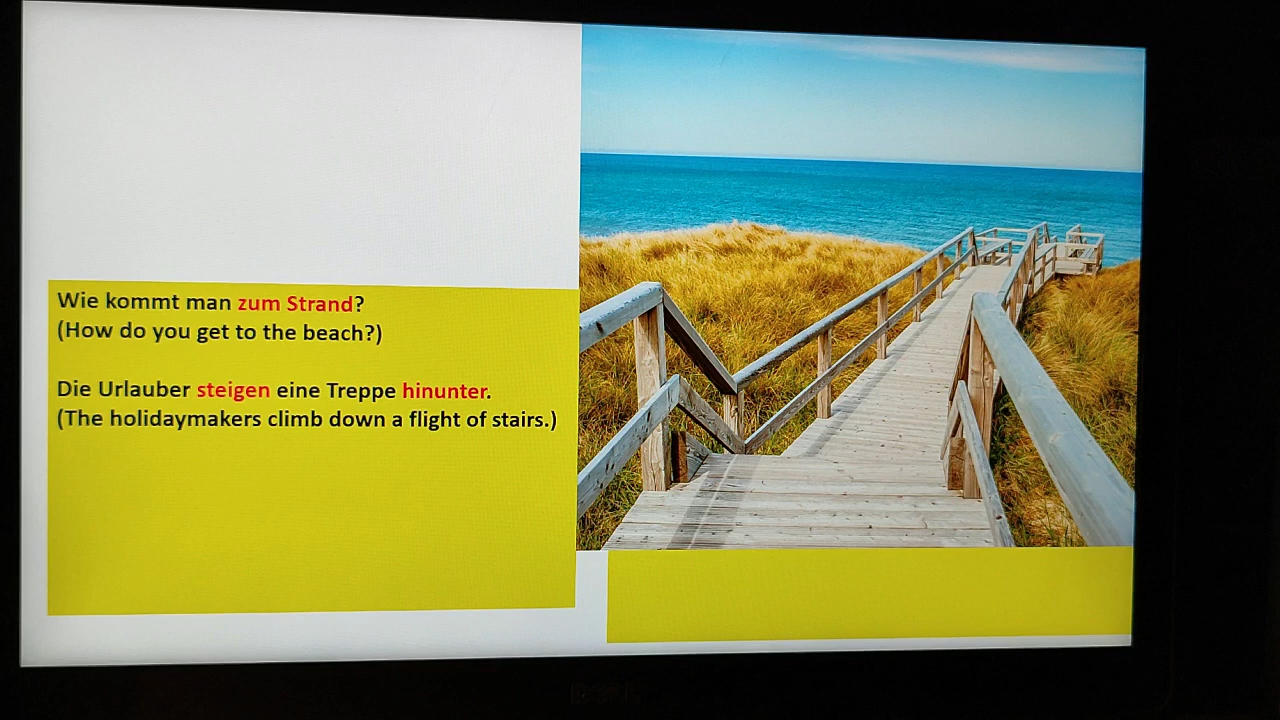 Wie kommt man zum Strand?
(How do you get to the beach?)
Die Urlauber steigen eine Treppe hinunter.
(The holidaymakers climb down a flight of stairs.)